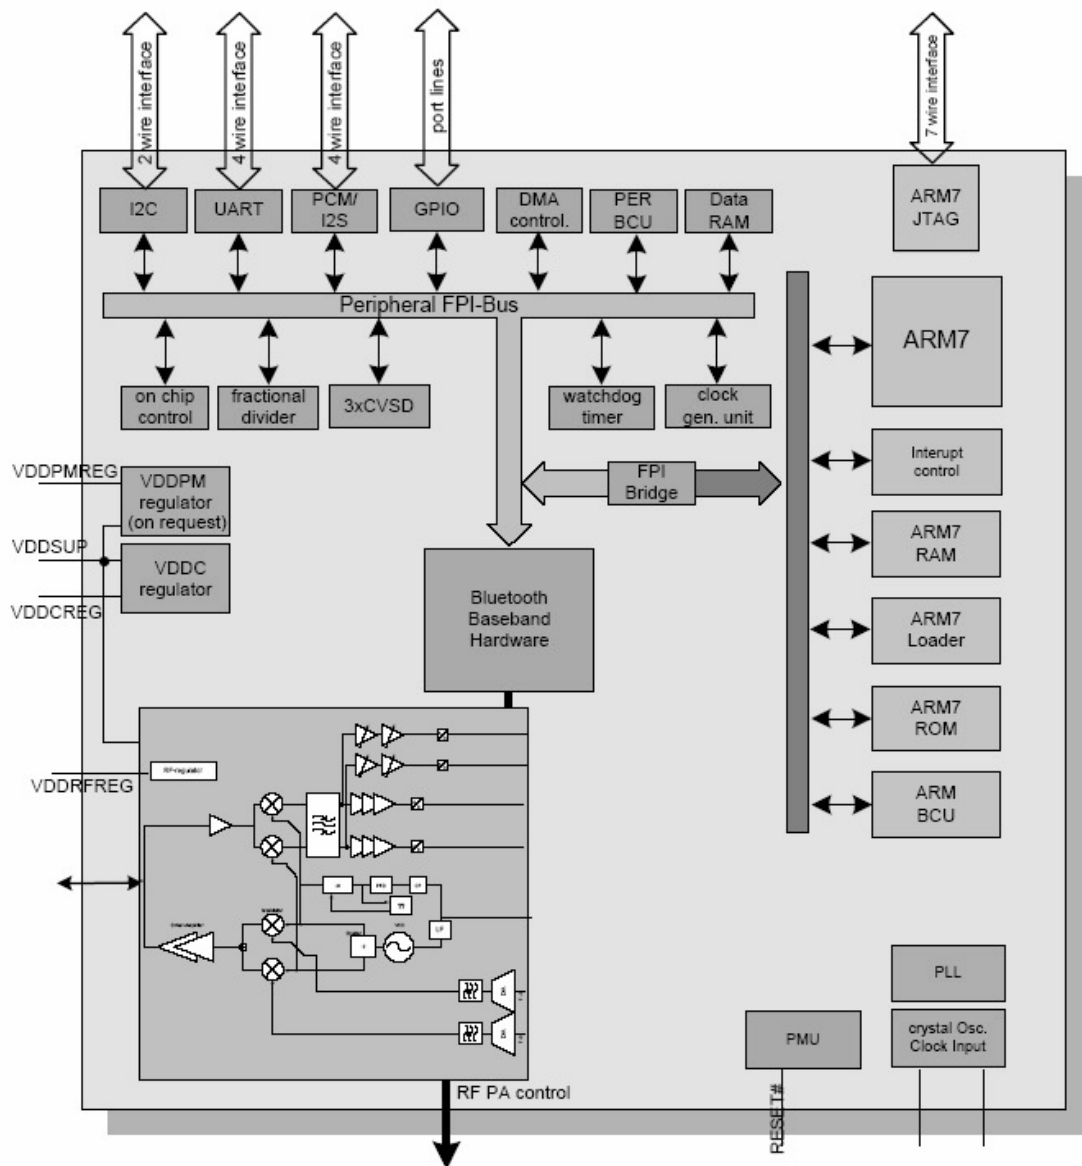 2 wire interface
4 wire interface
4 wire interface
port lines
7 wire interface
I2C
UART
PCM/
I2S
GPIO
DMA
control.
PER
BCU
Data
RAM
ARM7
JTAG
Peripheral FPI-Bus
ARM7
on chip
control
fractional
divider
3xCVSD
watchdog
timer
clock
gen. unit
VDDPMREG
VDDPM
regulator
(on request)
FPI
Bridge
Interupt
control
VDDSUP
VDDC
regulator
VDDCREG
ARM7
RAM
Bluetooth
Baseband
Hardware
ARM7
Loader
ARM7
ROM
RF-regulator
VDDRFREG
ARM
BCU
LF
PLL
PMU
crystal Osc.
Clock Input
RF PA control
RESET#